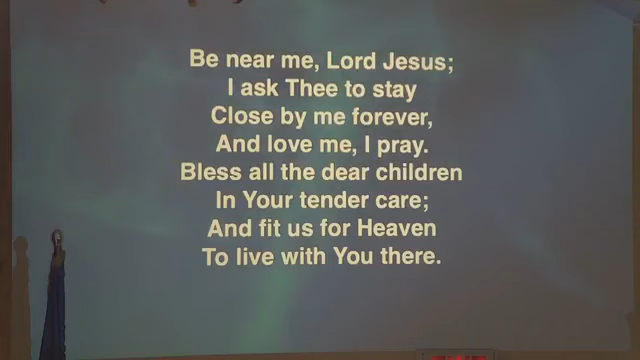 Be near me, Lord Jesus;
I ask Thee to stay
Close by me forever,
And love me, I pray.
Bless all the dear children
In Your tender care;
And fit us for Heaven
To live with You there.